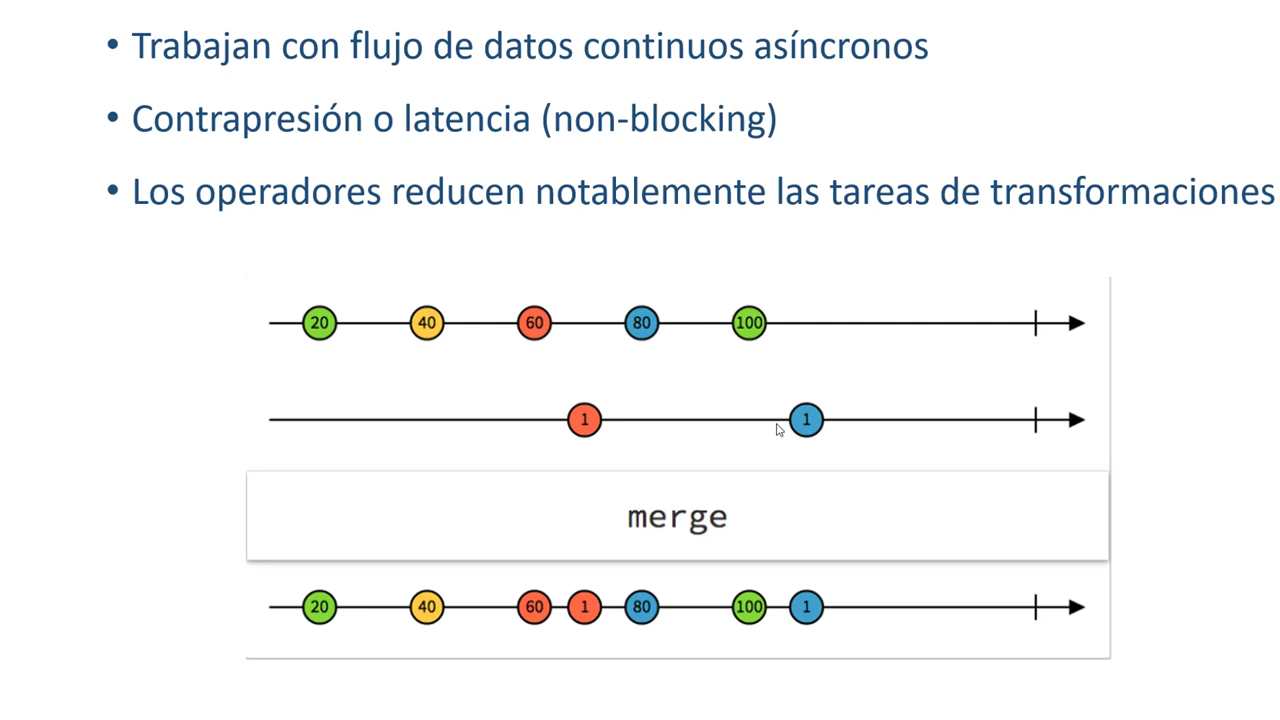 • Trabajan con flujo de datos continuos asíncronos
• Contrapresión o latencia (non-blocking)
• Los operadores reducen notablemente las tareas de transformaciones
20 40 60 80 100
1 1
merge
20 40 60 1 80 100 1